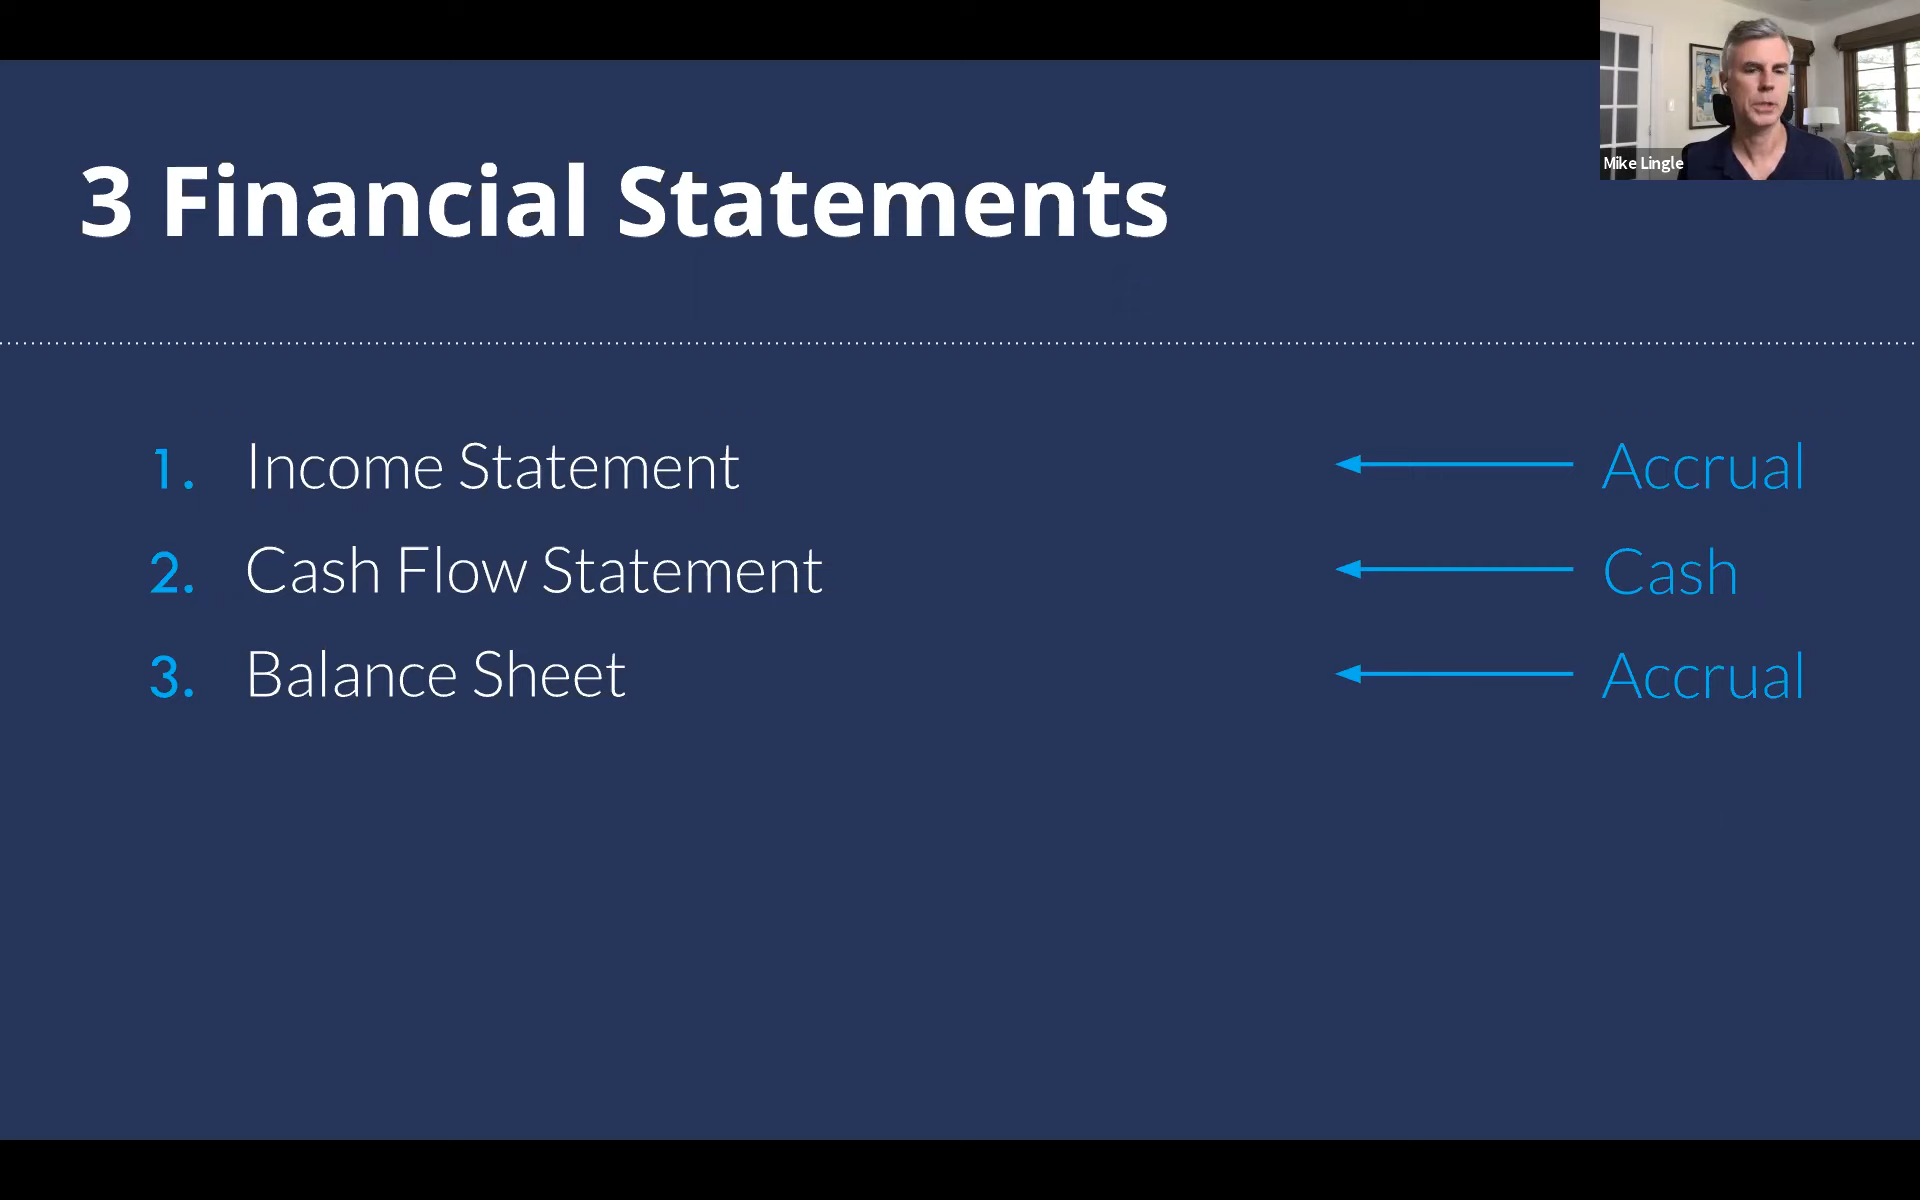 3 Financial Statements
Mike Lingle
1. Income Statement Accrual
2. Cash Flow Statement Cash
3. Balance Sheet Accrual